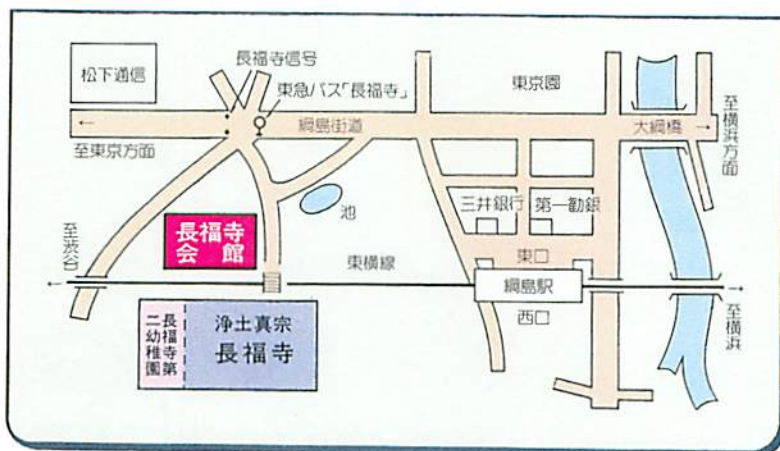 長福寺信号
松下通信
東急バス「長福寺」
東京園
←
綱島街道
大綱橋
→
至東京方面
至横浜方面
三井銀行
第一勧銀
池
長福寺
会館
至渋谷
東横線
東口
←
綱島駅
→
西口
至横浜
浄土真宗
長福寺
長福寺第
二幼稚園